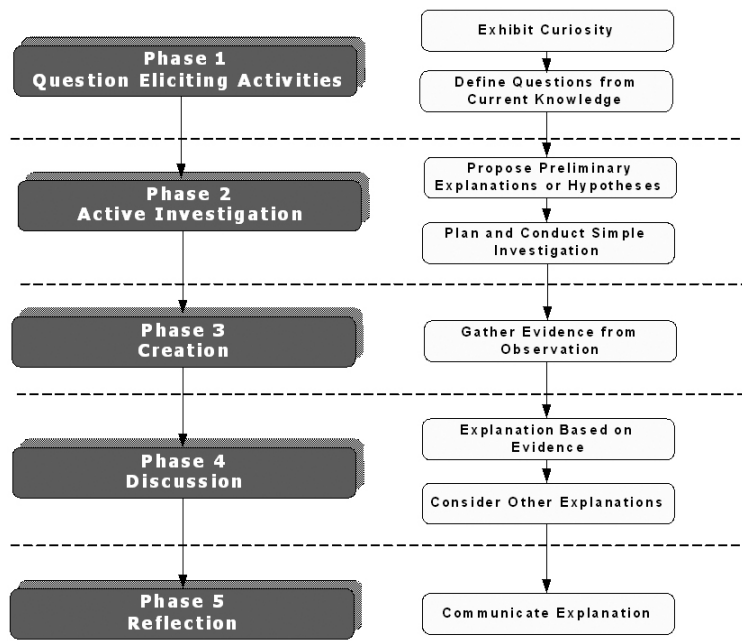 Phase 1
Question Eliciting Activities
Exhibit Curiosity
Define Questions from
Current Knowledge
Phase 2
Active Investigation
Propose Preliminary
Explanations or Hypotheses
Plan and Conduct Simple
Investigation
Phase 3
Creation
Gather Evidence from
Observation
Phase 4
Discussion
Explanation Based on
Evidence
Consider Other Explanations
Phase 5
Reflection
Communicate Explanation